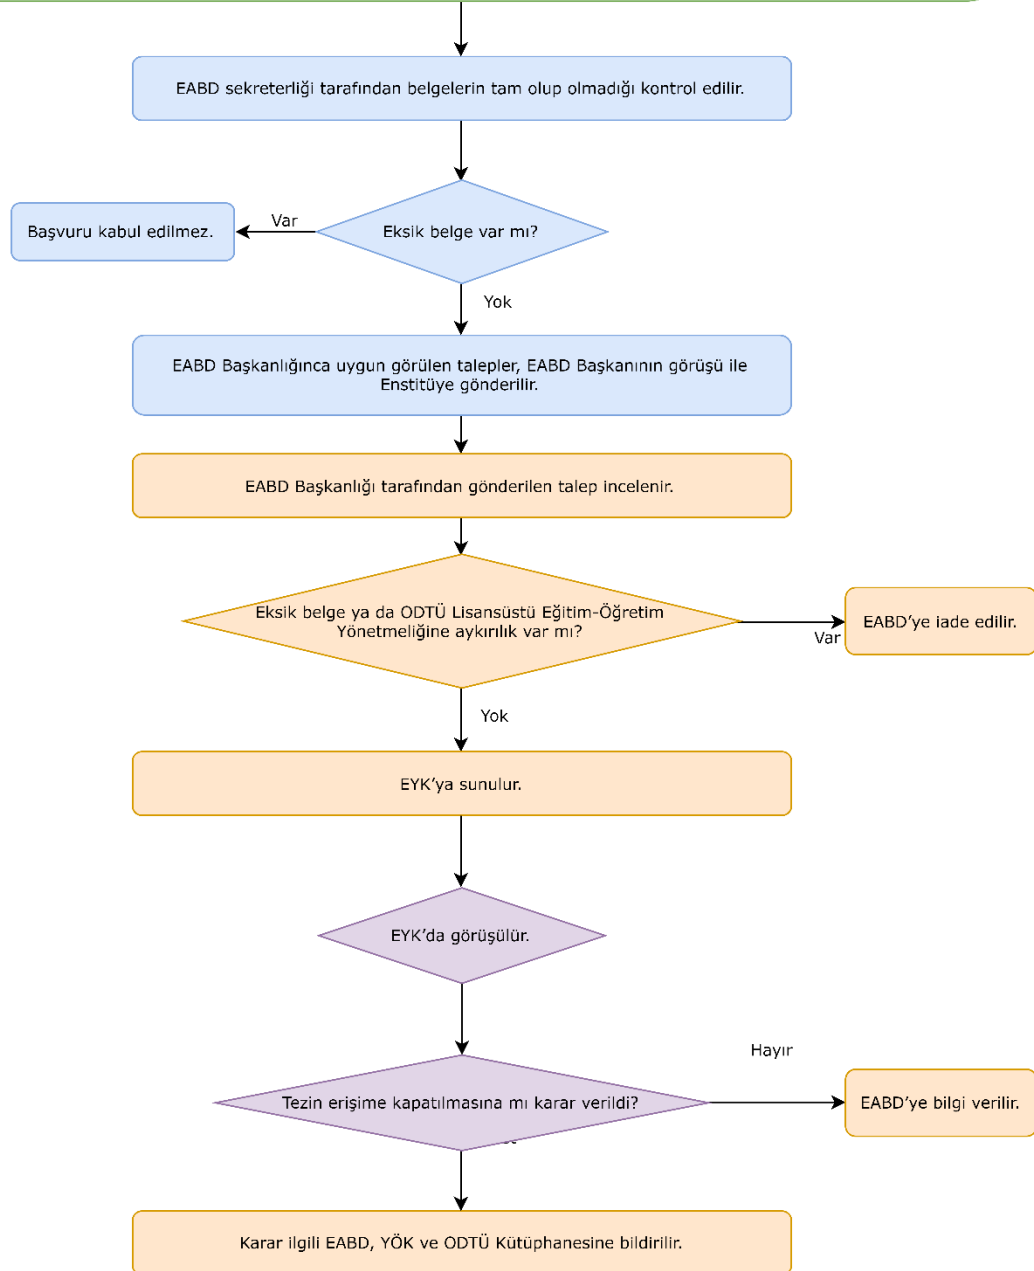 EABD sekreterliği tarafından belgelerin tam olup olmadığı kontrol edilir.
Eksik belge var mı?
Var
Başvuru kabul edilmez.
Yok
EABD Başkanlığınca uygun görülen talepler, EABD Başkanının görüşü ile
Enstitüye gönderilir.
EABD Başkanlığı tarafından gönderilen talep incelenir.
Eksik belge ya da ODTÜ Lisansüstü Eğitim-Öğretim
Yönetmeliğine aykırılık var mı?
Var
EABD’ye iade edilir.
Yok
EYK’ya sunulur.
EYK’da görüşülür.
Hayır
Tezin erişime kapatılmasına mı karar verildi?
EABD’ye bilgi verilir.
Karar ilgili EABD, YÖK ve ODTÜ Kütüphanesine bildirilir.